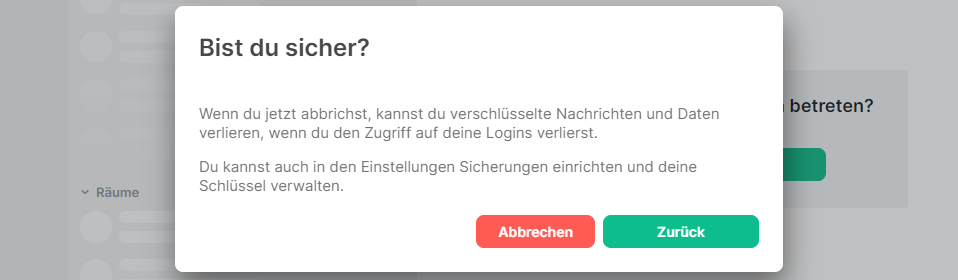 Bist du sicher?
betreten?
Wenn du jetzt abbrichst, kannst du verschlüsselte Nachrichten und Daten
verlieren, wenn du den Zugriff auf deine Logins verlierst.
Du kannst auch in den Einstellungen Sicherungen einrichten und deine
Schlüssel verwalten.
Räume
Abbrechen
Zurück